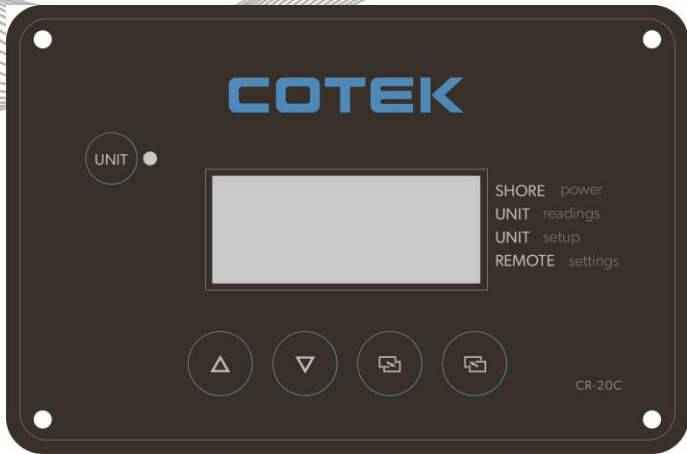 COTEK
UNIT
SHORE power
UNIT readings
UNIT setup
REMOTE settings
CR-20C